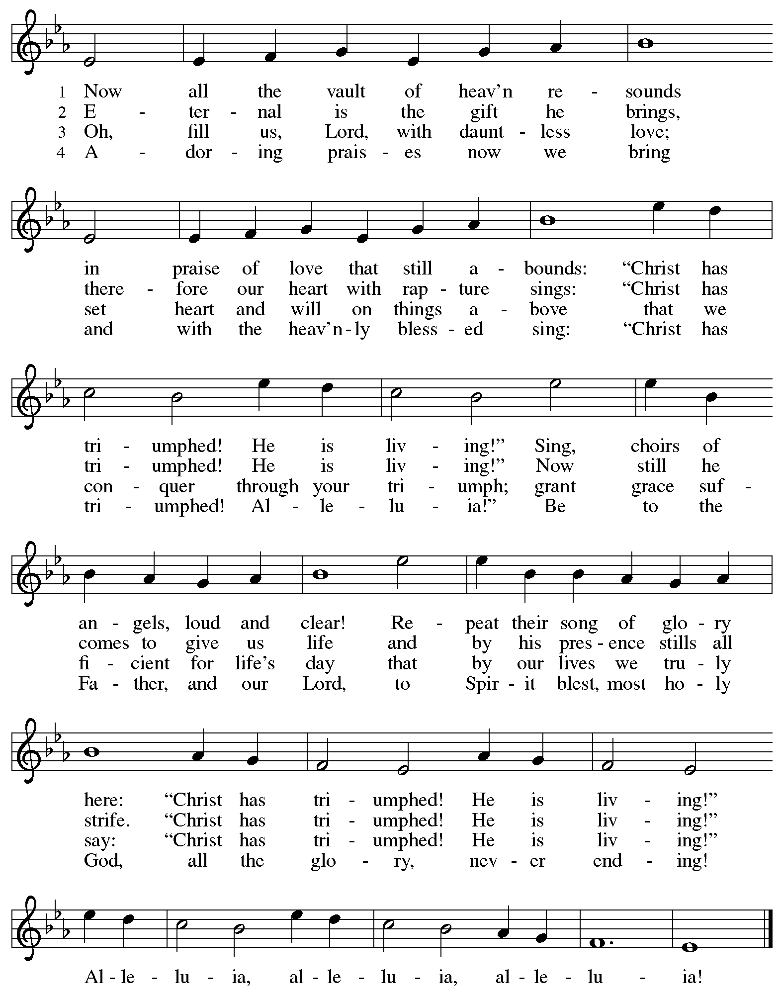 1 Now all the vault of heav’n re - sounds
2 E - ter - nal is the gift he brings,
3 Oh, fill us, Lord, with daunt - less love;
4 A - dor - ing prais - es now we bring
in praise of love that still a - bounds: “Christ has
there - fore our heart with rap - ture sings: “Christ has
set heart and will on things a - bove that we
and with the heav’n - ly bless - ed sing: “Christ has
tri - umphed! He is liv - ing!” Sing, choirs of
tri - umphed! He is liv - ing!” Now still he
con - quer through your tri - umph; grant grace suf -
tri - umphed! Al - le - lu - ia!” Be to the
an - gels, loud and clear! Re - peat their song of glo - ry
comes to give us life and by his pres - ence stills all
fi - cient for life's day that by our lives we tru - ly
Fa - ther, and our Lord, to Spir - it blest, most ho - ly
here: “Christ has tri - umphed! He is liv - ing!”
strife. “Christ has tri - umphed! He is liv - ing!”
say: “Christ has tri - umphed! He is liv - ing!”
God, all the glo - ry, nev - er end - ing!
Al - le - lu - ia, al - le - lu - ia, al - le - lu - ia!